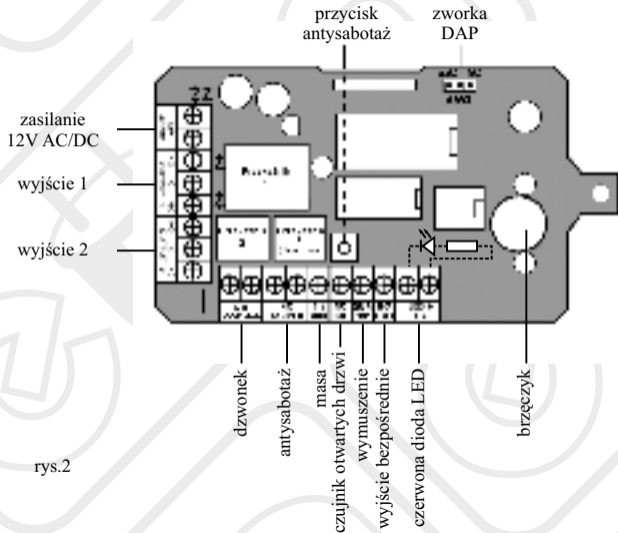 przycisk
antysabotaż
zworka
DAP
zasilanie
12V AC/DC
wyjście 1
wyjście 2
dzwonek
antysabotaż
masa
czujnik otwartych drzwi
wymuszenie
wyjście bezpośrednie
czerwona dioda LED
brzęczyk
rys.2